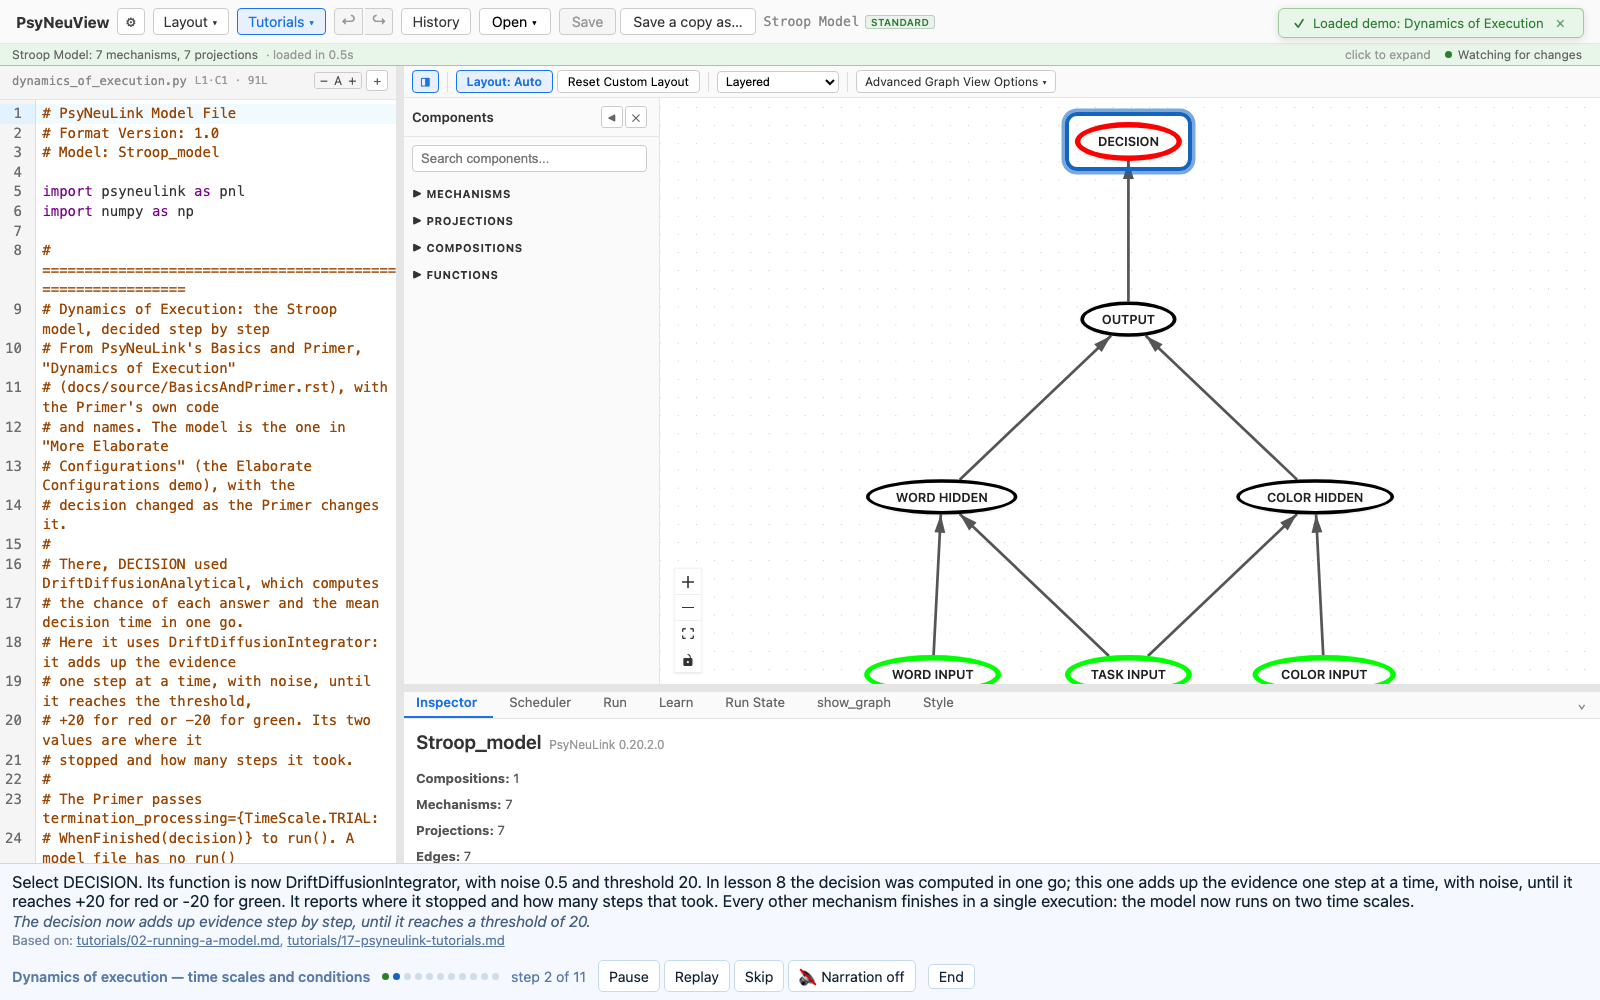 PsyNeuView ⚙ Layout ▾ Tutorials ▾ ↩ ↪ History Open ▾ Save Save a copy as... Stroop Model STANDARD
✓ Loaded demo: Dynamics of Execution ×
Stroop Model: 7 mechanisms, 7 projections · loaded in 0.5s
click to expand ● Watching for changes
dynamics_of_execution.py L1:C1 · 91L − A + +
Layout: Auto Reset Custom Layout Layered Advanced Graph View Options ▾
1 # PsyNeuLink Model File
2 # Format Version: 1.0
3 # Model: Stroop_model
4
5 import psyneulink as pnl
6 import numpy as np
7
8 #
==========================================
=================
9 # Dynamics of Execution: the Stroop
model, decided step by step
10 # From PsyNeuLink's Basics and Primer,
"Dynamics of Execution"
11 # (docs/source/BasicsAndPrimer.rst), with
the Primer's own code
12 # and names. The model is the one in
"More Elaborate
13 # Configurations" (the Elaborate
Configurations demo), with the
14 # decision changed as the Primer changes
it.
15 #
16 # There, DECISION used
DriftDiffusionAnalytical, which computes
17 # the chance of each answer and the mean
decision time in one go.
18 # Here it uses DriftDiffusionIntegrator:
it adds up the evidence
19 # one step at a time, with noise, until
it reaches the threshold,
20 # +20 for red or −20 for green. Its two
values are where it
21 # stopped and how many steps it took.
22 #
23 # The Primer passes
termination_processing={TimeScale.TRIAL:
24 # WhenFinished(decision)} to run(). A
model file has no run()
Components ◀ ×
Search components...
▶ MECHANISMS
▶ PROJECTIONS
▶ COMPOSITIONS
▶ FUNCTIONS
DECISION
OUTPUT
WORD HIDDEN
COLOR HIDDEN
WORD INPUT
TASK INPUT
COLOR INPUT
Inspector Scheduler Run Learn Run State show_graph Style
Stroop_model PsyNeuLink 0.20.2.0
Compositions: 1
Mechanisms: 7
Projections: 7
Edges: 7
Select DECISION. Its function is now DriftDiffusionIntegrator, with noise 0.5 and threshold 20. In lesson 8 the decision was computed in one go; this one adds up the evidence one step at a time, with noise, until it
reaches +20 for red or -20 for green. It reports where it stopped and how many steps that took. Every other mechanism finishes in a single execution: the model now runs on two time scales.
The decision now adds up evidence step by step, until it reaches a threshold of 20.
Based on: tutorials/02-running-a-model.md, tutorials/17-psyneulink-tutorials.md
Dynamics of execution — time scales and conditions step 2 of 11 Pause Replay Skip Narration off End